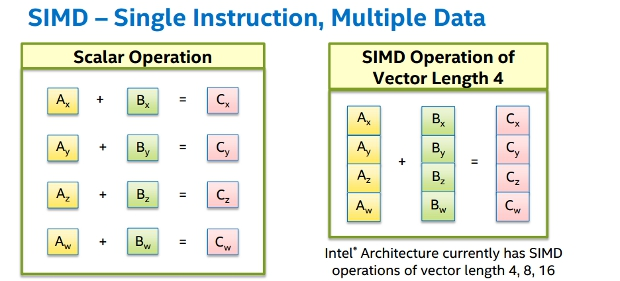 SIMD – Single Instruction, Multiple Data
Scalar Operation
Ax + Bx = Cx
Ay + By = Cy
Az + Bz = Cz
Aw + Bw = Cw
SIMD Operation of
Vector Length 4
Ax Bx Cx
Ay By Cy
+ =
Az Bz Cz
Aw Bw Cw
Intel* Architecture currently has SIMD
operations of vector length 4, 8, 16